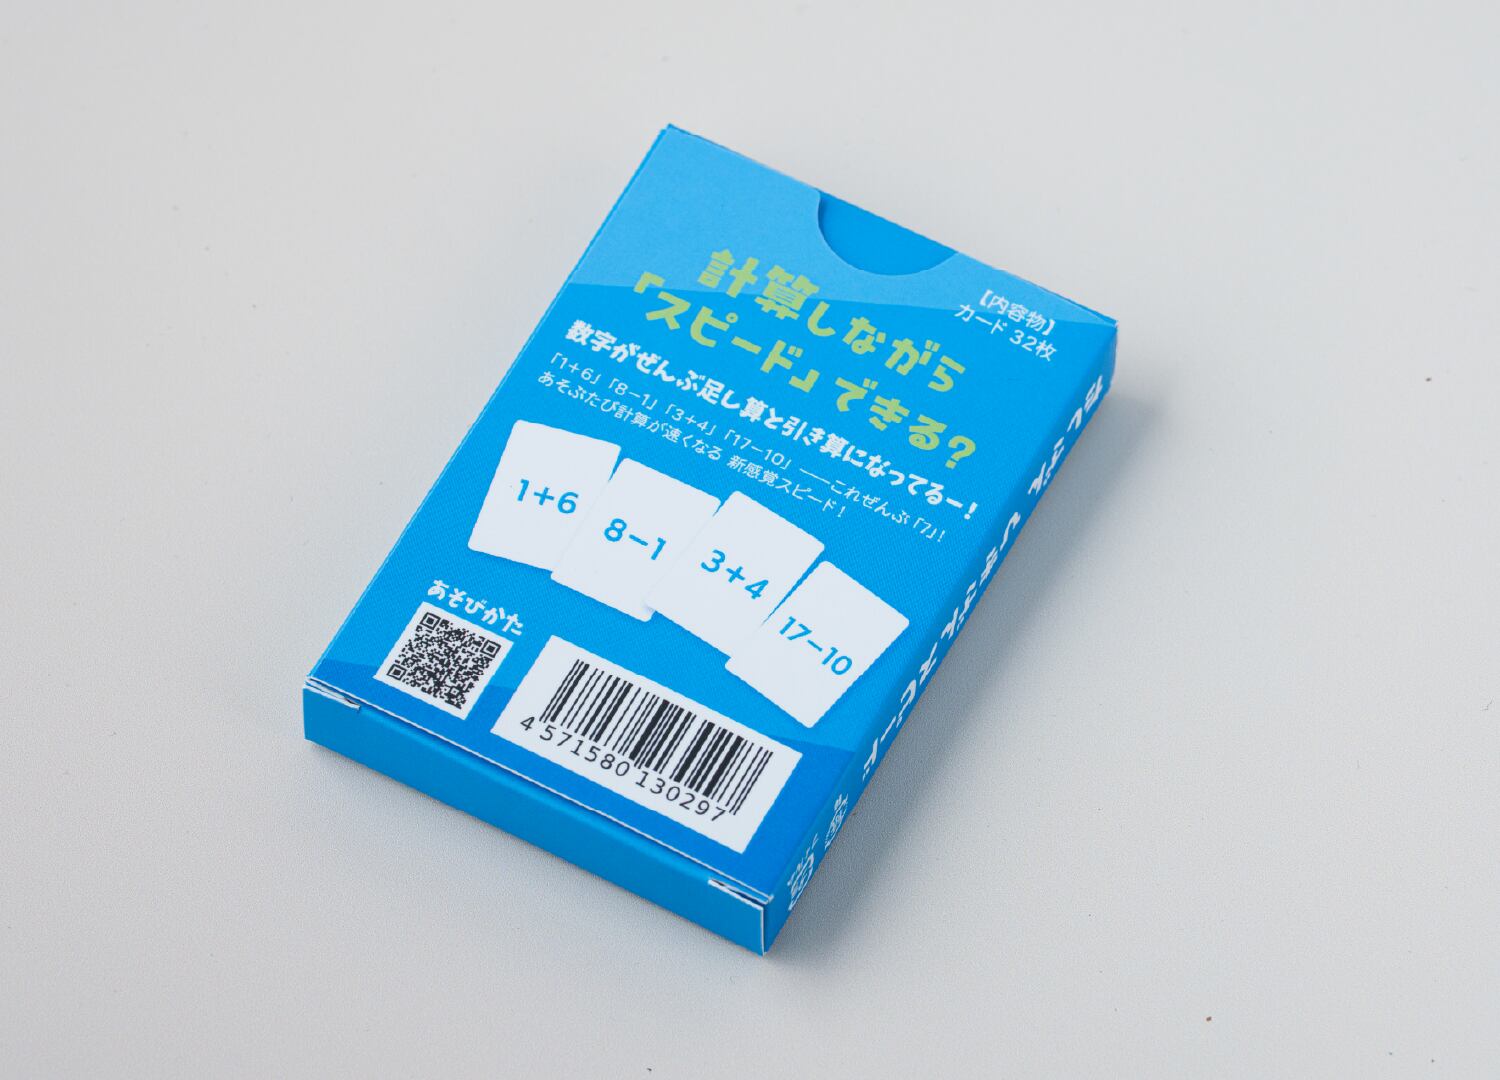 計算しながら
「スピード」できる?
【内容物】
カード 32枚
数字がぜんぶ足し算と引き算になってるー!
「1+6」「8−1」「3+4」「17−10」——これぜんぶ「7」!
あそぶたび計算が速くなる 新感覚スピード!
1+6
8−1
3+4
17−10
あそびかた
4 571580 130297